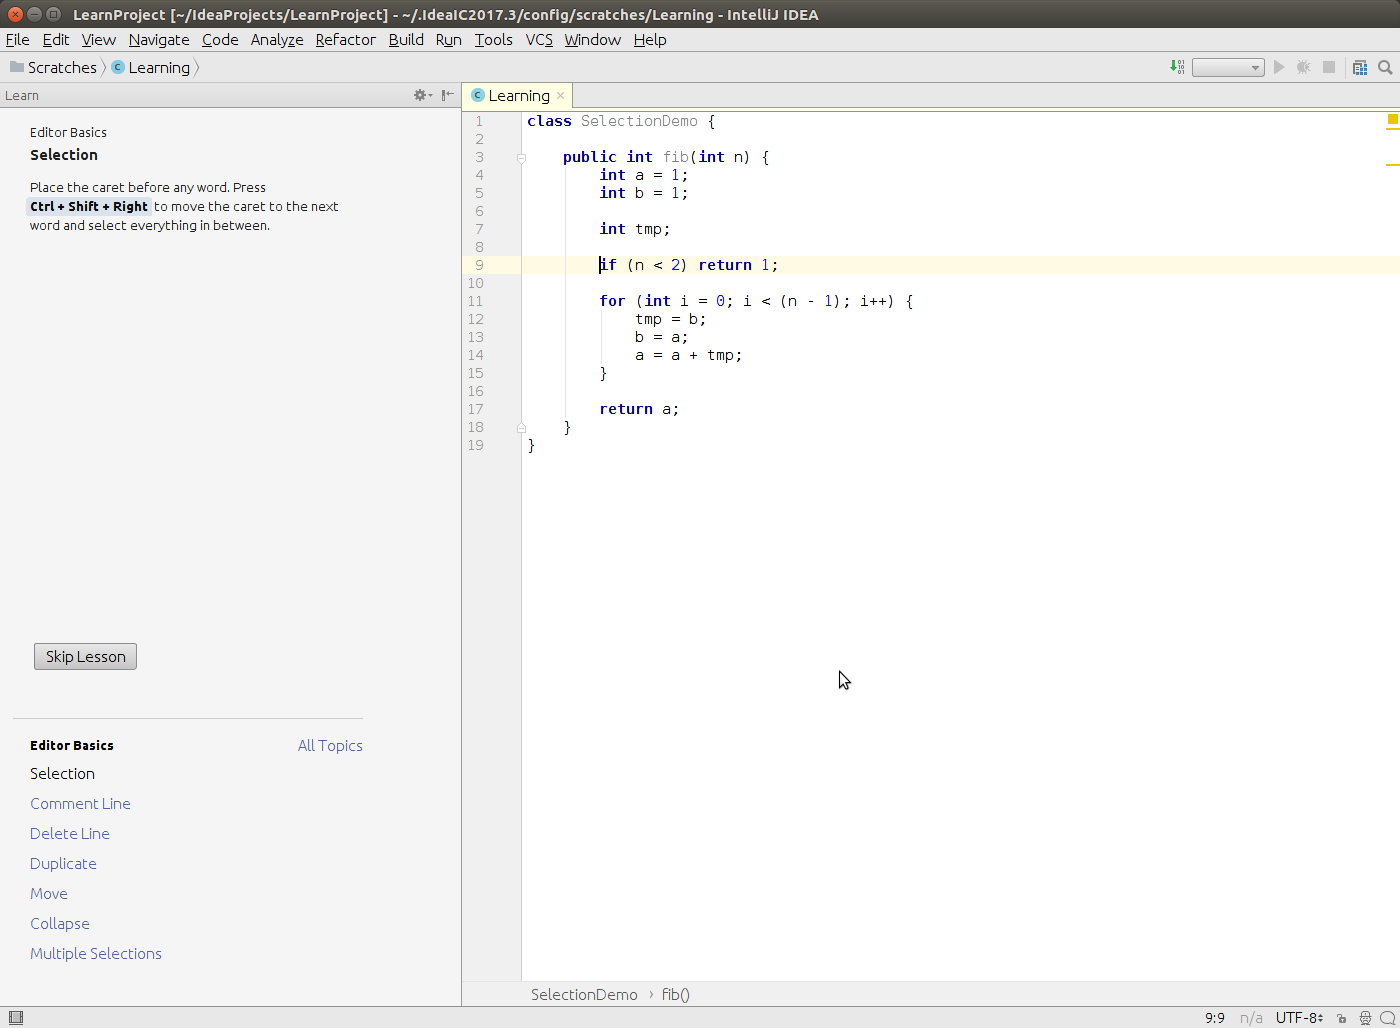 LearnProject [~/IdeaProjects/LearnProject] - ~/.IdeaIC2017.3/config/scratches/Learning - IntelliJ IDEA
File Edit View Navigate Code Analyze Refactor Build Run Tools VCS Window Help
Scratches Learning
Learn
Editor Basics
Selection
Place the caret before any word. Press
Ctrl + Shift + Right to move the caret to the next
word and select everything in between.
Skip Lesson
Editor Basics All Topics
Selection
Comment Line
Delete Line
Duplicate
Move
Collapse
Multiple Selections
Learning
1 class SelectionDemo {
2
3     public int fib(int n) {
4         int a = 1;
5         int b = 1;
6
7         int tmp;
8
9         if (n < 2) return 1;
10
11         for (int i = 0; i < (n - 1); i++) {
12             tmp = b;
13             b = a;
14             a = a + tmp;
15         }
16
17         return a;
18     }
19 }
SelectionDemo › fib()
9:9 n/a UTF-8